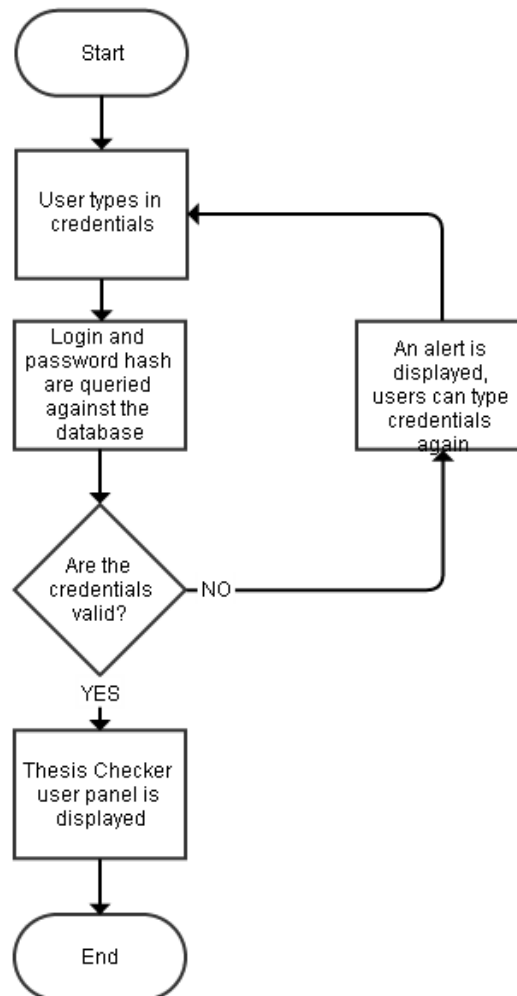 Start
User types in
credentials
Login and
password hash
are queried
against the
database
An alert is
displayed,
users can type
credentials
again
Are the
credentials
valid?
NO
YES
Thesis Checker
user panel is
displayed
End